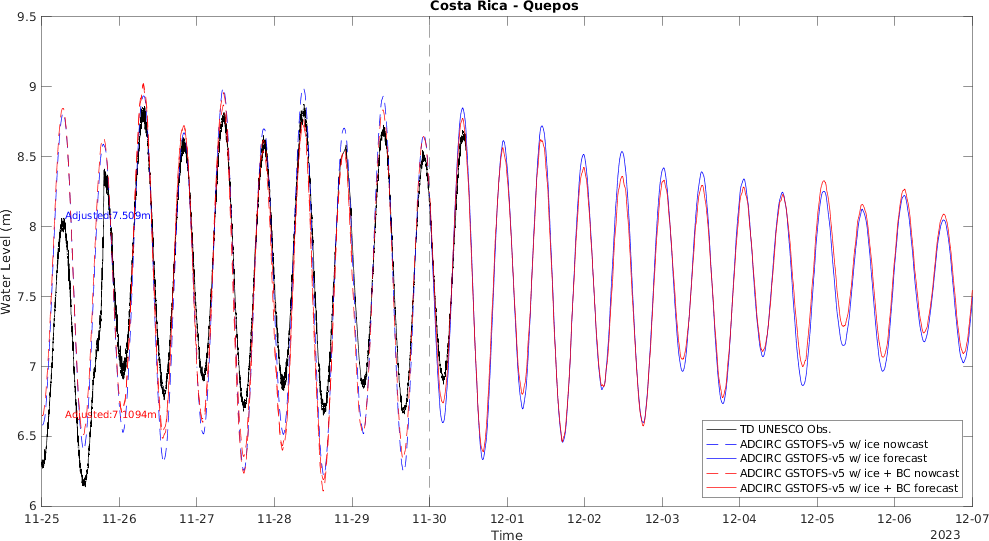 Costa Rica - Quepos
9.5
9
8.5
8
7.5
7
6.5
6
Water Level (m)
Adjusted:7.509m
Adjusted:7.1094m
TD UNESCO Obs.
ADCIRC GSTOFS-v5 w/ ice nowcast
ADCIRC GSTOFS-v5 w/ ice forecast
ADCIRC GSTOFS-v5 w/ ice + BC nowcast
ADCIRC GSTOFS-v5 w/ ice + BC forecast
11-25 11-26 11-27 11-28 11-29 11-30 12-01 12-02 12-03 12-04 12-05 12-06 12-07
Time
2023